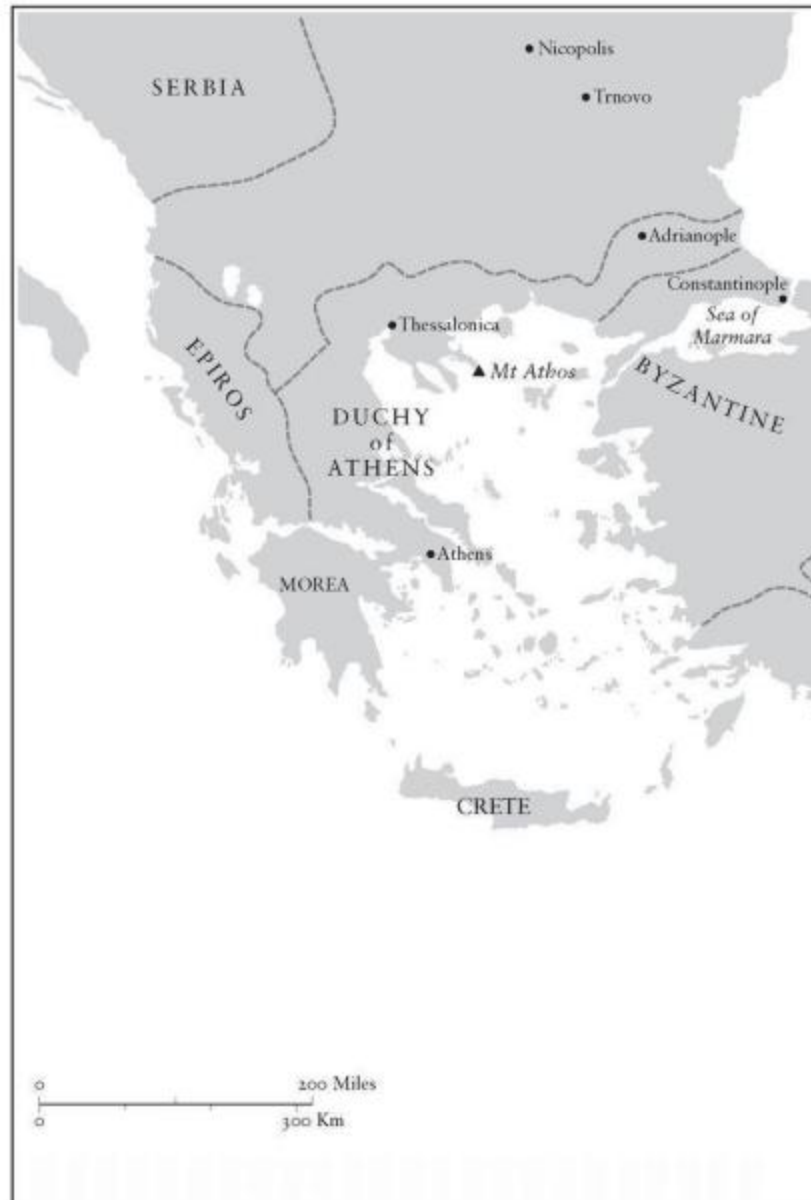 Nicopolis
SERBIA
Trnovo
Adrianople
Constantinople
Sea of
Marmara
Thessalonica
EPIROS
Mt Athos
BYZANTINE
DUCHY
of
ATHENS
Athens
MOREA
CRETE
0 200 Miles
0 300 Km